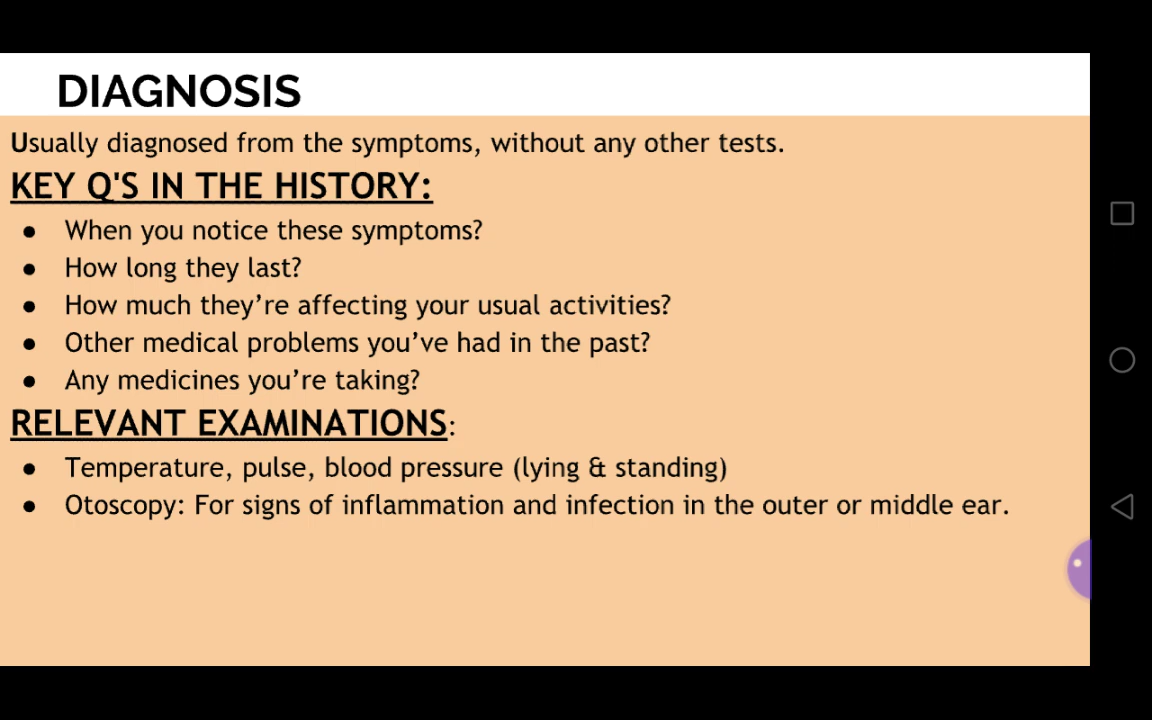 DIAGNOSIS
Usually diagnosed from the symptoms, without any other tests.
KEY Q'S IN THE HISTORY:
● When you notice these symptoms?
● How long they last?
● How much they’re affecting your usual activities?
● Other medical problems you’ve had in the past?
● Any medicines you’re taking?
RELEVANT EXAMINATIONS:
● Temperature, pulse, blood pressure (lying & standing)
● Otoscopy: For signs of inflammation and infection in the outer or middle ear.